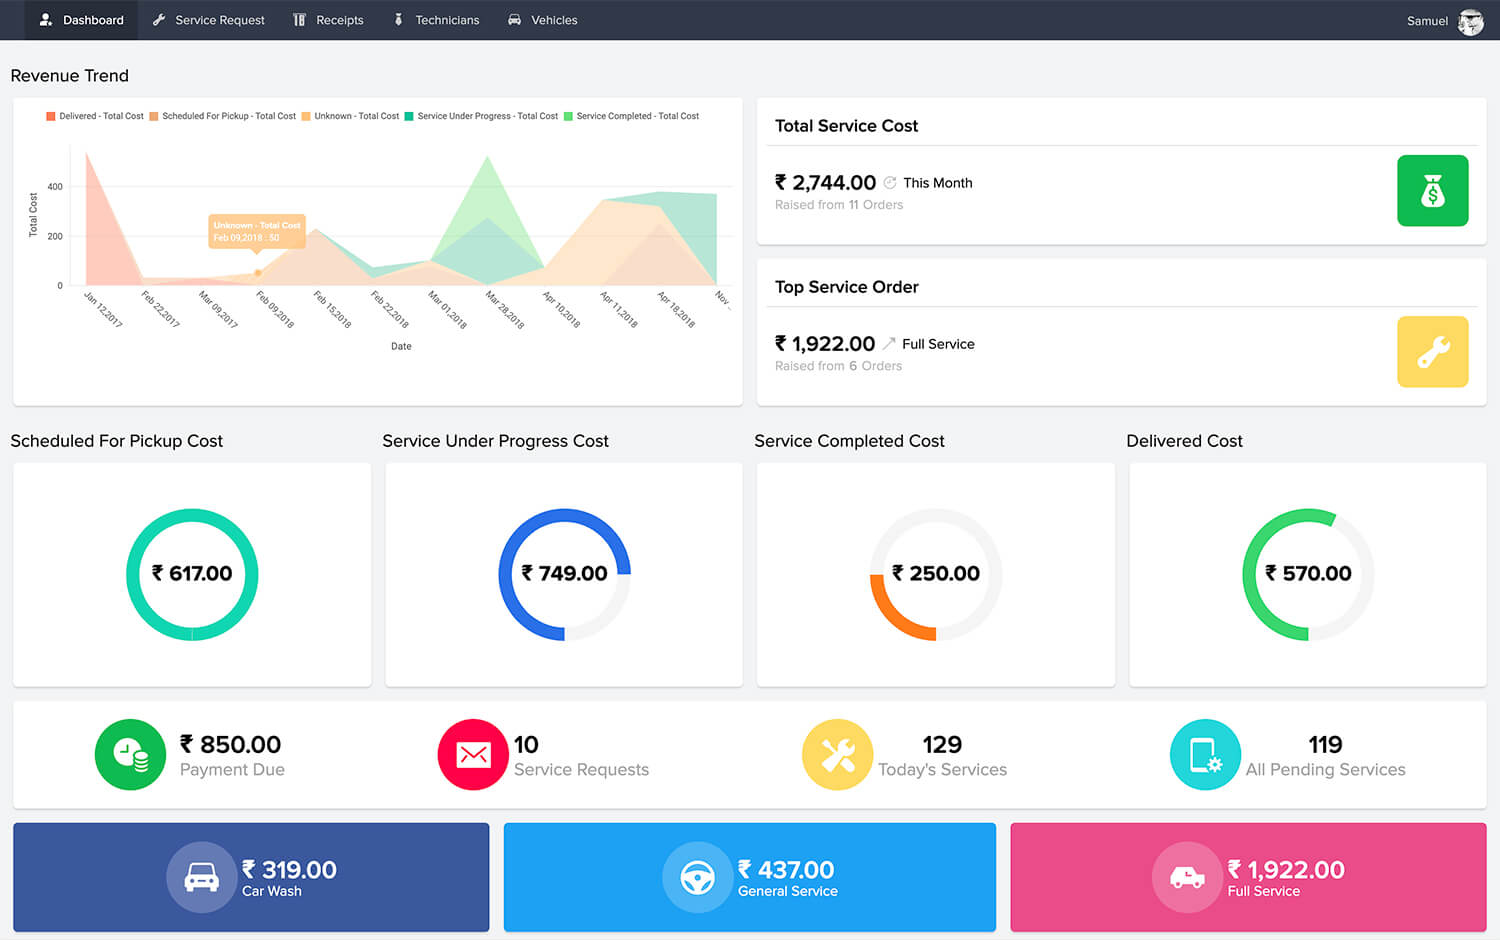 Dashboard Service Request Receipts Technicians Vehicles Samuel
Revenue Trend
Delivered - Total Cost Scheduled For Pickup - Total Cost Unknown - Total Cost Service Under Progress - Total Cost Service Completed - Total Cost
Total Cost
400
200
0
Unknown - Total Cost
Feb 09,2018 : 50
Jan 12,2017 Feb 22,2017 Mar 09,2017 Feb 09,2018 Feb 15,2018 Feb 22,2018 Mar 01,2018 Mar 28,2018 Apr 10,2018 Apr 11,2018 Apr 18,2018 Nov ..
Date
Total Service Cost
₹ 2,744.00 This Month
Raised from 11 Orders
Top Service Order
₹ 1,922.00 Full Service
Raised from 6 Orders
Scheduled For Pickup Cost
₹ 617.00
Service Under Progress Cost
₹ 749.00
Service Completed Cost
₹ 250.00
Delivered Cost
₹ 570.00
₹ 850.00
Payment Due
10
Service Requests
129
Today's Services
119
All Pending Services
₹ 319.00
Car Wash
₹ 437.00
General Service
₹ 1,922.00
Full Service